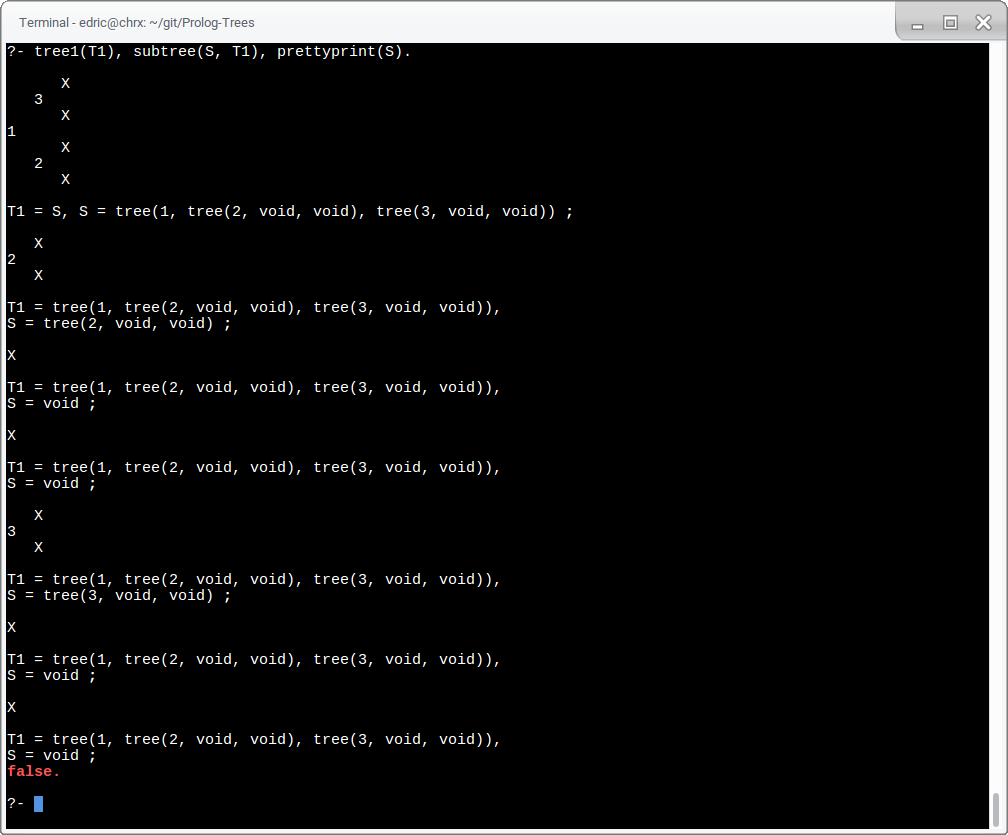 Terminal - edric@chrx: ~/git/Prolog-Trees
?- tree1(T1), subtree(S, T1), prettyprint(S).
X
3
X
1
X
2
X
T1 = S, S = tree(1, tree(2, void, void), tree(3, void, void)) ;
X
2
X
T1 = tree(1, tree(2, void, void), tree(3, void, void)),
S = tree(2, void, void) ;
X
T1 = tree(1, tree(2, void, void), tree(3, void, void)),
S = void ;
X
T1 = tree(1, tree(2, void, void), tree(3, void, void)),
S = void ;
X
3
X
T1 = tree(1, tree(2, void, void), tree(3, void, void)),
S = tree(3, void, void) ;
X
T1 = tree(1, tree(2, void, void), tree(3, void, void)),
S = void ;
X
T1 = tree(1, tree(2, void, void), tree(3, void, void)),
S = void ;
false.
?-